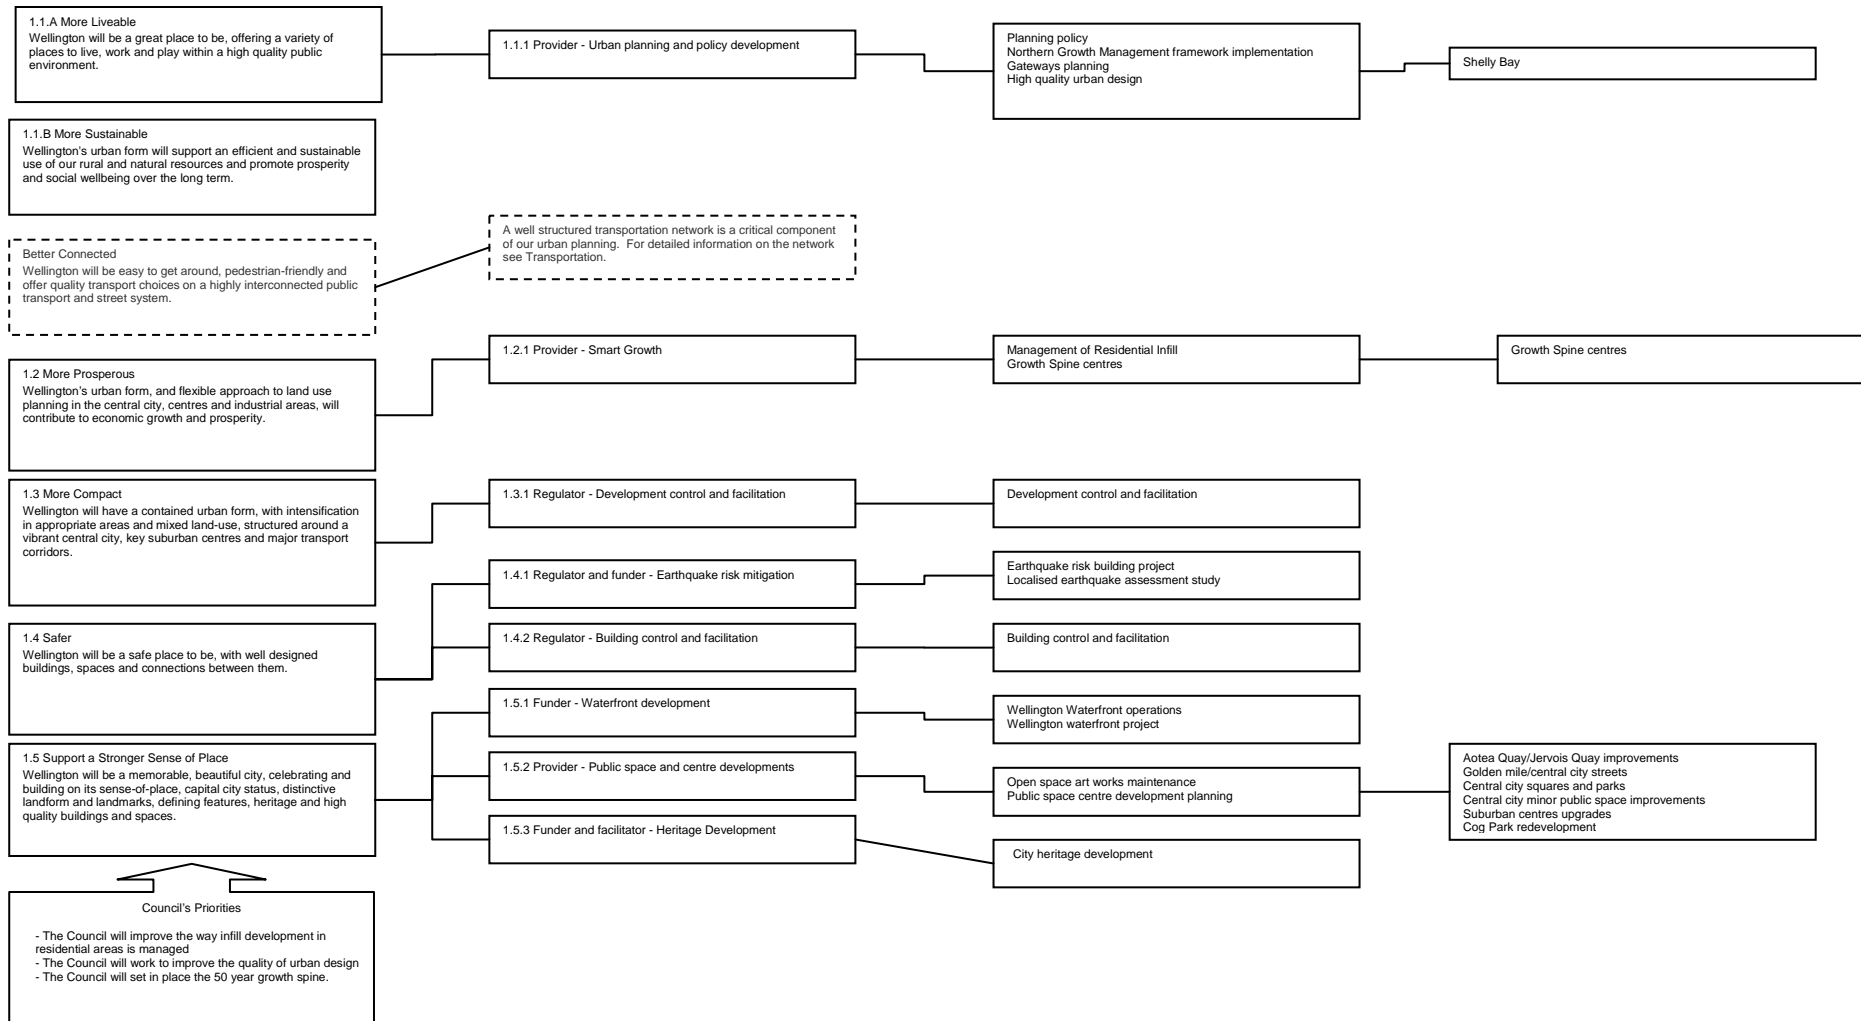 1.1.A More Liveable
Wellington will be a great place to be, offering a variety of
places to live, work and play within a high quality public
environment.
1.1.1 Provider - Urban planning and policy development
Planning policy
Northern Growth Management framework implementation
Gateways planning
High quality urban design
Shelly Bay
1.1.B More Sustainable
Wellington's urban form will support an efficient and sustainable
use of our rural and natural resources and promote prosperity
and social wellbeing over the long term.
Better Connected
Wellington will be easy to get around, pedestrian-friendly and
offer quality transport choices on a highly interconnected public
transport and street system.
A well structured transportation network is a critical component
of our urban planning.  For detailed information on the network
see Transportation.
1.2 More Prosperous
Wellington's urban form, and flexible approach to land use
planning in the central city, centres and industrial areas, will
contribute to economic growth and prosperity.
1.2.1 Provider - Smart Growth
Management of Residential Infill
Growth Spine centres
Growth Spine centres
1.3 More Compact
Wellington will have a contained urban form, with intensification
in appropriate areas and mixed land-use, structured around a
vibrant central city, key suburban centres and major transport
corridors.
1.3.1 Regulator - Development control and facilitation
Development control and facilitation
1.4 Safer
Wellington will be a safe place to be, with well designed
buildings, spaces and connections between them.
1.4.1 Regulator and funder - Earthquake risk mitigation
Earthquake risk building project
Localised earthquake assessment study
1.4.2 Regulator - Building control and facilitation
Building control and facilitation
1.5 Support a Stronger Sense of Place
Wellington will be a memorable, beautiful city, celebrating and
building on its sense-of-place, capital city status, distinctive
landform and landmarks, defining features, heritage and high
quality buildings and spaces.
1.5.1 Funder - Waterfront development
Wellington Waterfront operations
Wellington waterfront project
1.5.2 Provider - Public space and centre developments
Open space art works maintenance
Public space centre development planning
Aotea Quay/Jervois Quay improvements
Golden mile/central city streets
Central city squares and parks
Central city minor public space improvements
Suburban centres upgrades
Cog Park redevelopment
1.5.3 Funder and facilitator - Heritage Development
City heritage development
Council's Priorities
- The Council will improve the way infill development in
residential areas is managed
- The Council will work to improve the quality of urban design
- The Council will set in place the 50 year growth spine.